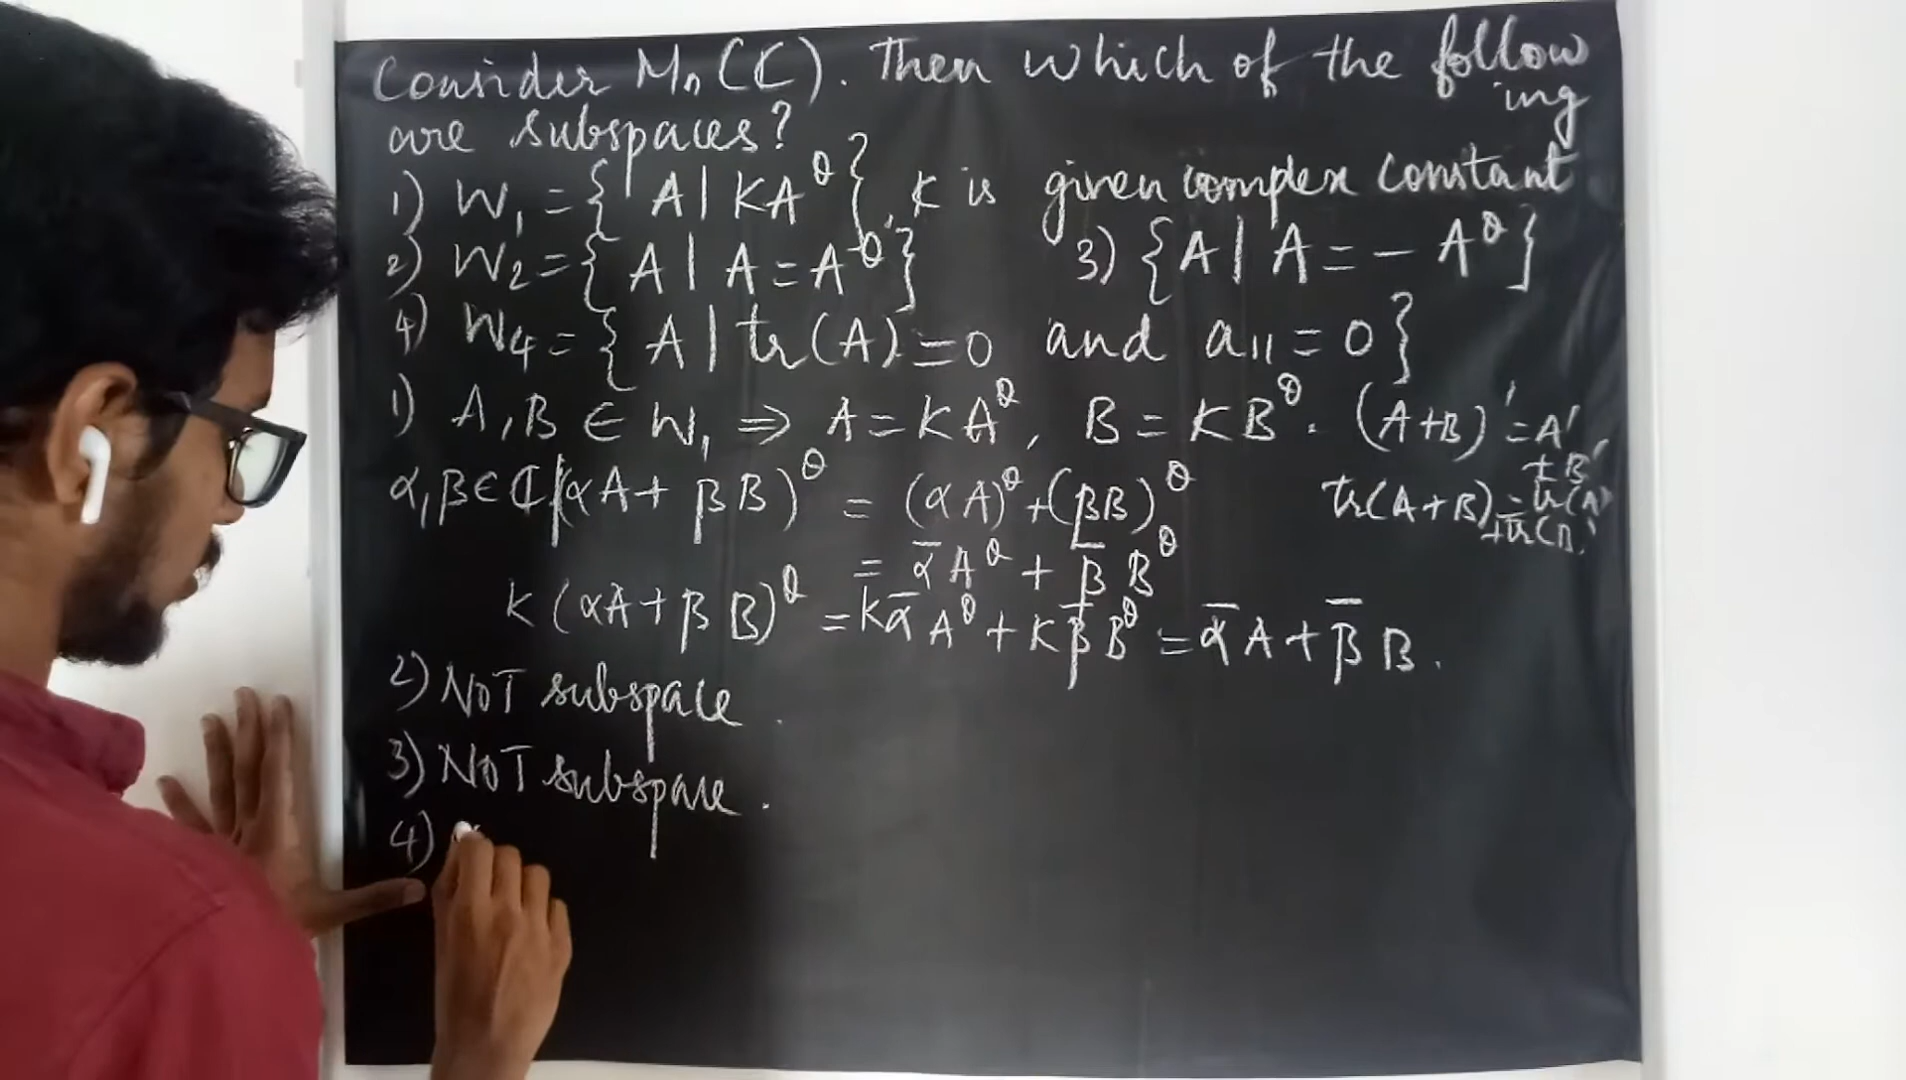 Consider Mn(ℂ). Then which of the follow
ing
are subspaces?
1) W₁ = { A | KA^θ }, K is given complex constant
2) W₂ = { A | A = A^θ } 3) { A | A = - A^θ }
4) W₄ = { A | tr(A) = 0 and a₁₁ = 0 }
1) A, B ∈ W₁ ⇒ A = KA^θ, B = KB^θ. (A+B)' = A'
+ B'
α, β ∈ ℂ (αA + βB)^θ = (αA)^θ + (βB)^θ tr(A+B) = tr(A)
+ tr(B)
= ᾱA^θ + β̄B^θ
K(αA + βB)^θ = Kᾱ A^θ + Kβ̄ B^θ = ᾱA + β̄B.
2) NOT subspace.
3) NOT subspace.
4)